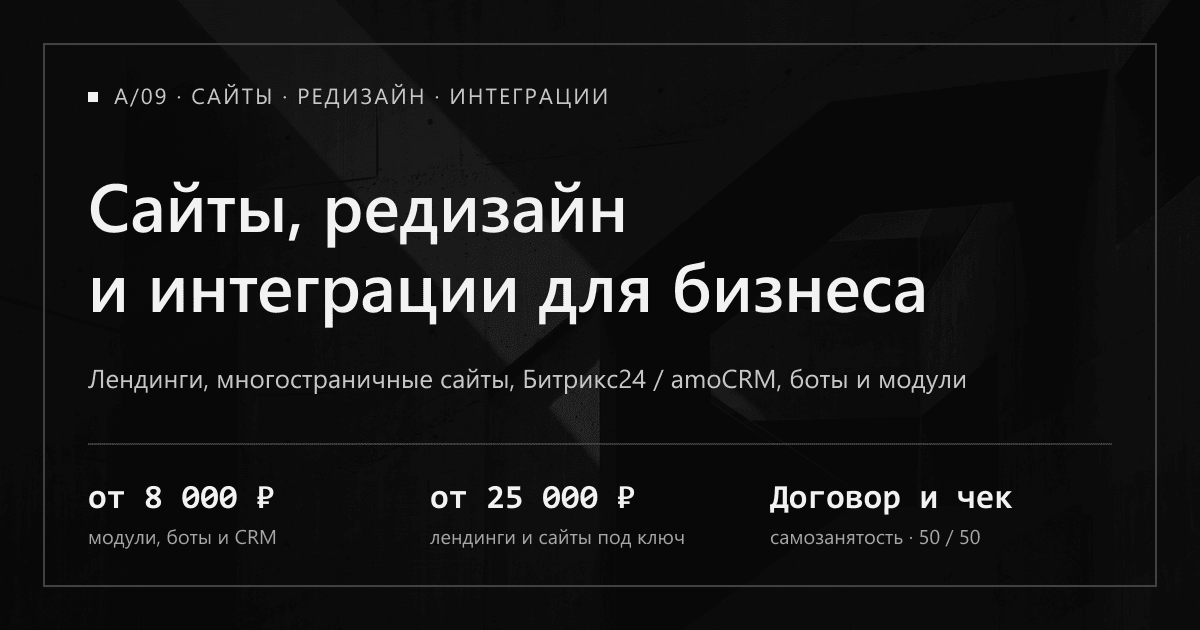 A/09 · САЙТЫ · РЕДИЗАЙН · ИНТЕГРАЦИИ
Сайты, редизайн
и интеграции для бизнеса
Лендинги, многостраничные сайты, Битрикс24 / amoCRM, боты и модули
от 8 000 ₽
модули, боты и CRM
от 25 000 ₽
лендинги и сайты под ключ
Договор и чек
самозанятость · 50 / 50